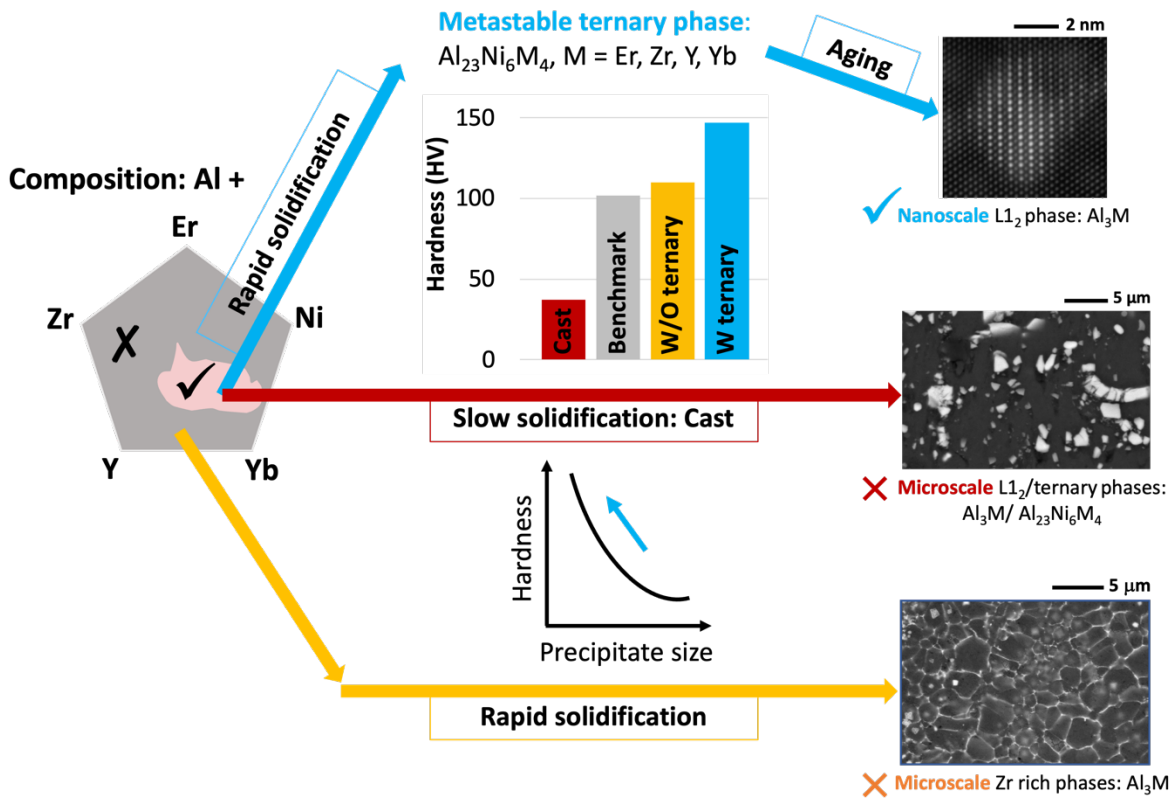 Metastable ternary phase:
Al₂₃Ni₆M₄, M = Er, Zr, Y, Yb
Aging
2 nm
✓ Nanoscale L1₂ phase: Al₃M
Rapid solidification
Composition: Al +
Er
Zr
Ni
Y
Yb
✗
✓
Hardness (HV)
150
100
50
0
Cast
Benchmark
W/O ternary
W ternary
Slow solidification: Cast
5 μm
✗ Microscale L1₂/ternary phases:
Al₃M/ Al₂₃Ni₆M₄
Hardness
Precipitate size
Rapid solidification
5 μm
✗ Microscale Zr rich phases: Al₃M